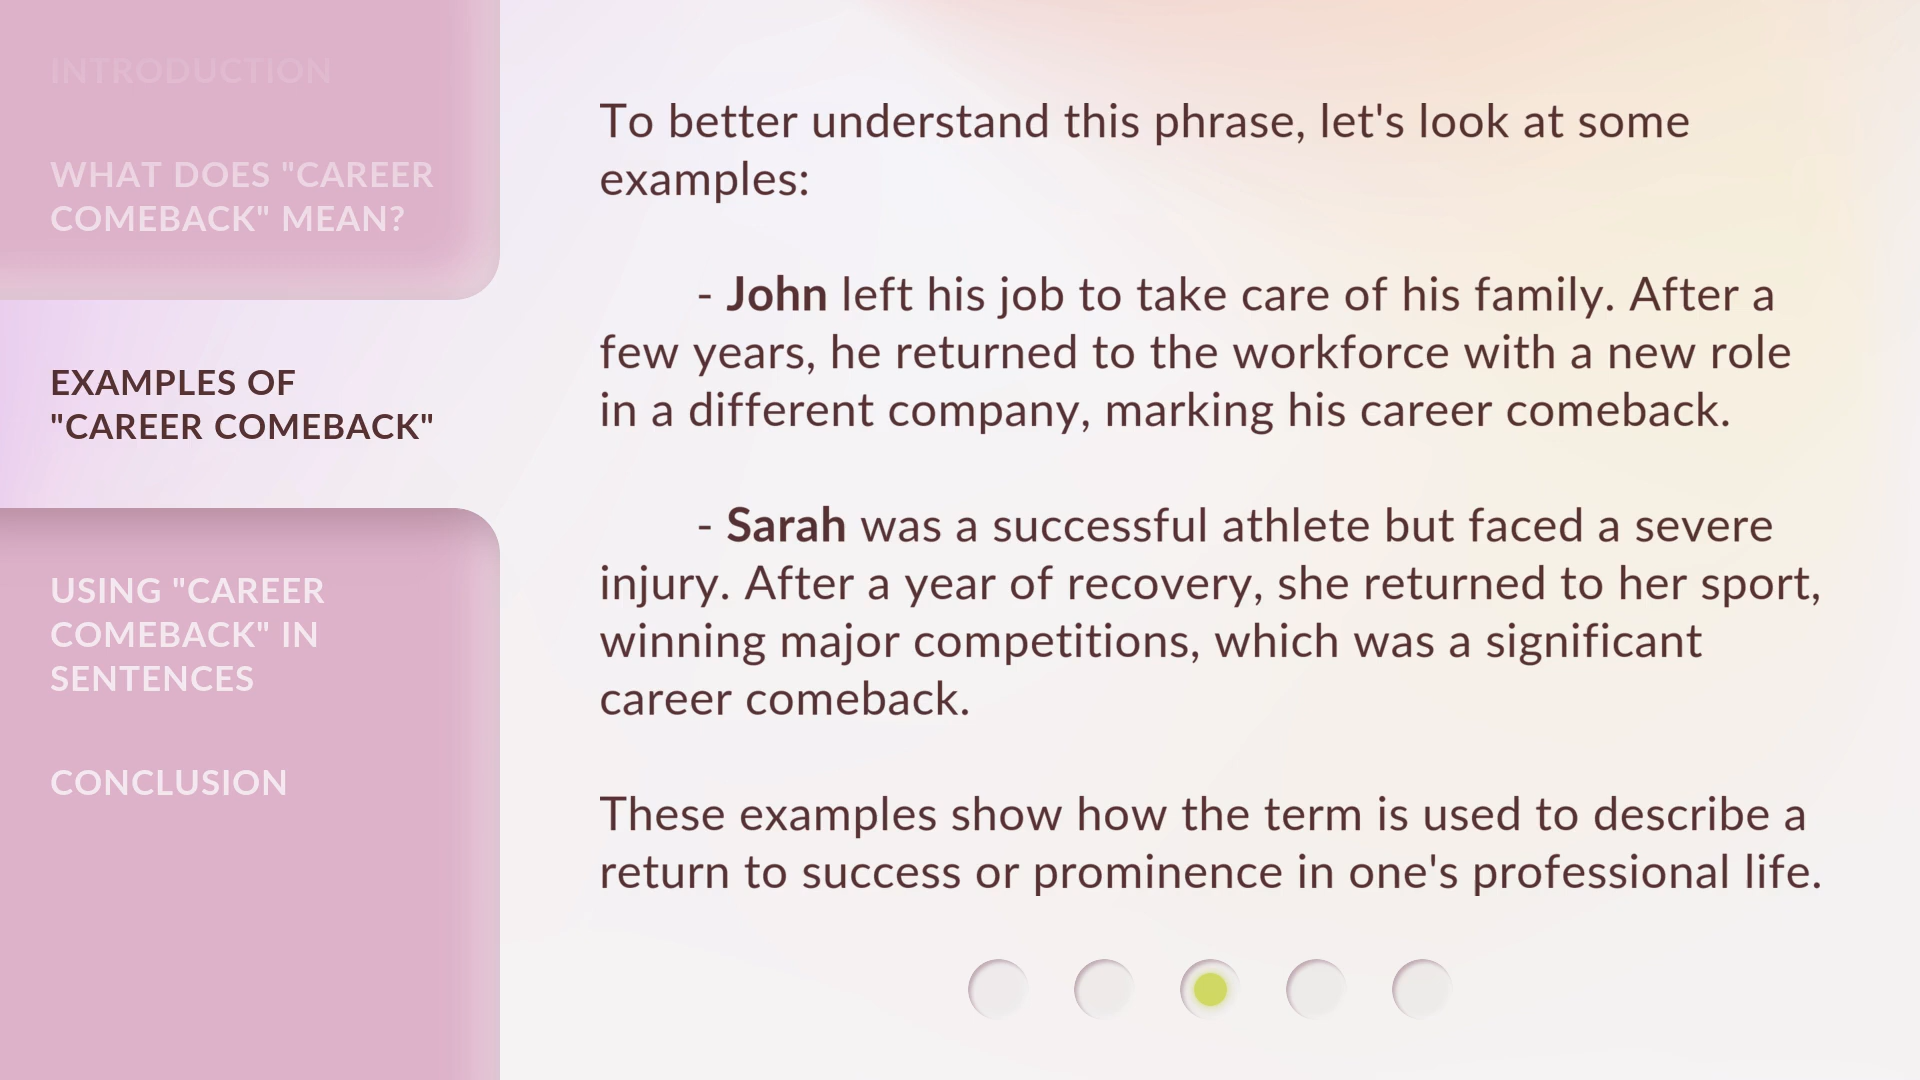 INTRODUCTION
WHAT DOES "CAREER
COMEBACK" MEAN?
EXAMPLES OF
"CAREER COMEBACK"
USING "CAREER
COMEBACK" IN
SENTENCES
CONCLUSION
To better understand this phrase, let's look at some
examples:
- John left his job to take care of his family. After a
few years, he returned to the workforce with a new role
in a different company, marking his career comeback.
- Sarah was a successful athlete but faced a severe
injury. After a year of recovery, she returned to her sport,
winning major competitions, which was a significant
career comeback.
These examples show how the term is used to describe a
return to success or prominence in one's professional life.